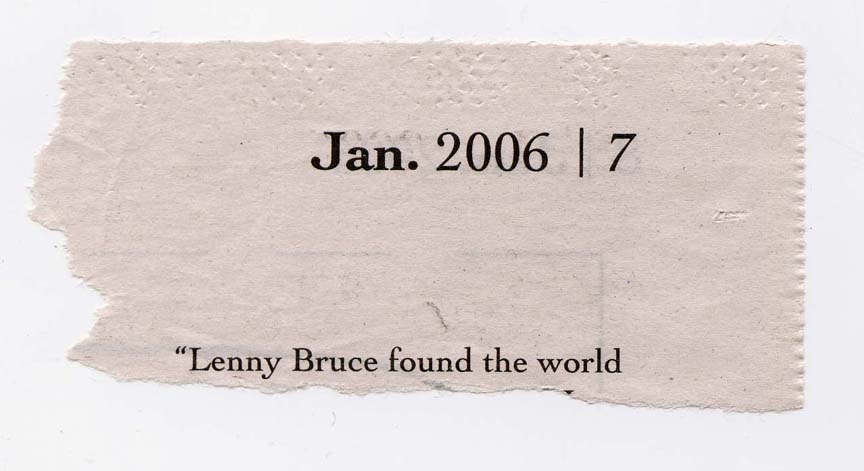 Jan. 2006 | 7
“Lenny Bruce found the world